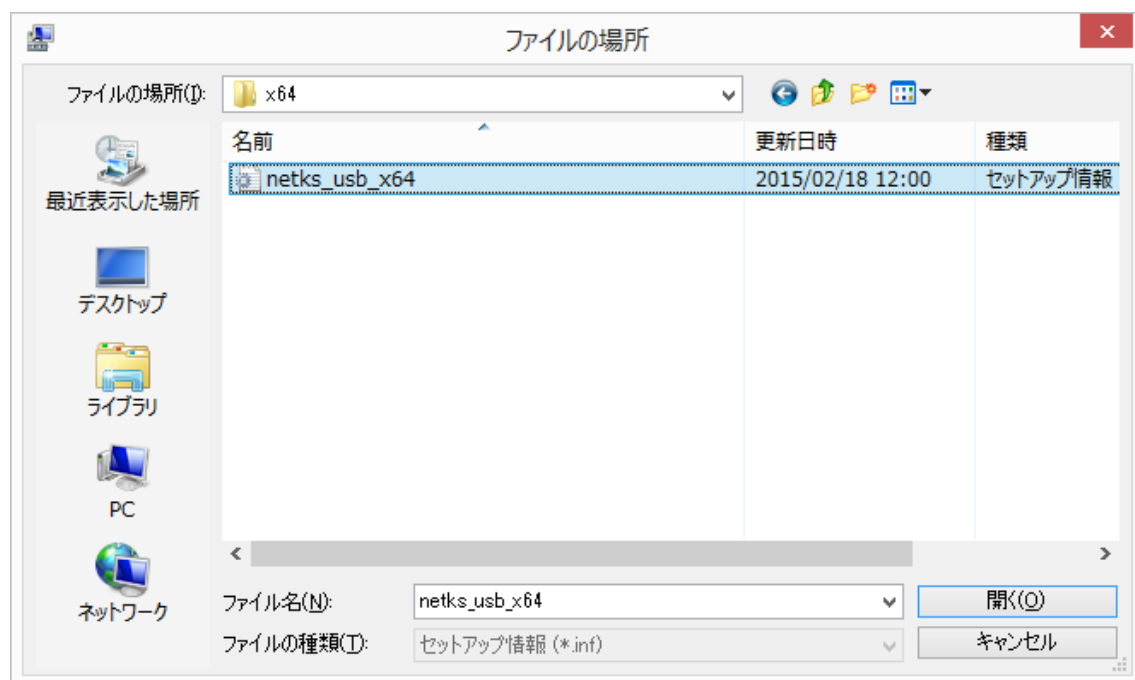 ファイルの場所
ファイルの場所(I):
x64
名前
更新日時
種類
netks_usb_x64
2015/02/18 12:00
セットアップ情報
最近表示した場所
デスクトップ
ライブラリ
PC
ネットワーク
ファイル名(N):
netks_usb_x64
開く(O)
ファイルの種類(T):
セットアップ情報 (*.inf)
キャンセル